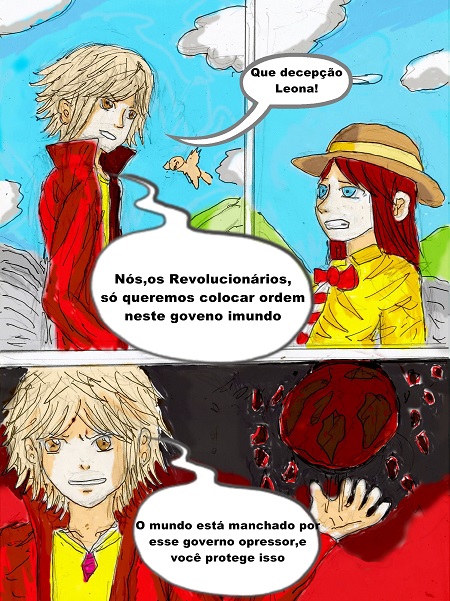 Que decepção
Leona!
Nós,os Revolucionários,
só queremos colocar ordem
neste goveno imundo
O mundo está manchado por
esse governo opressor,e
você protege isso